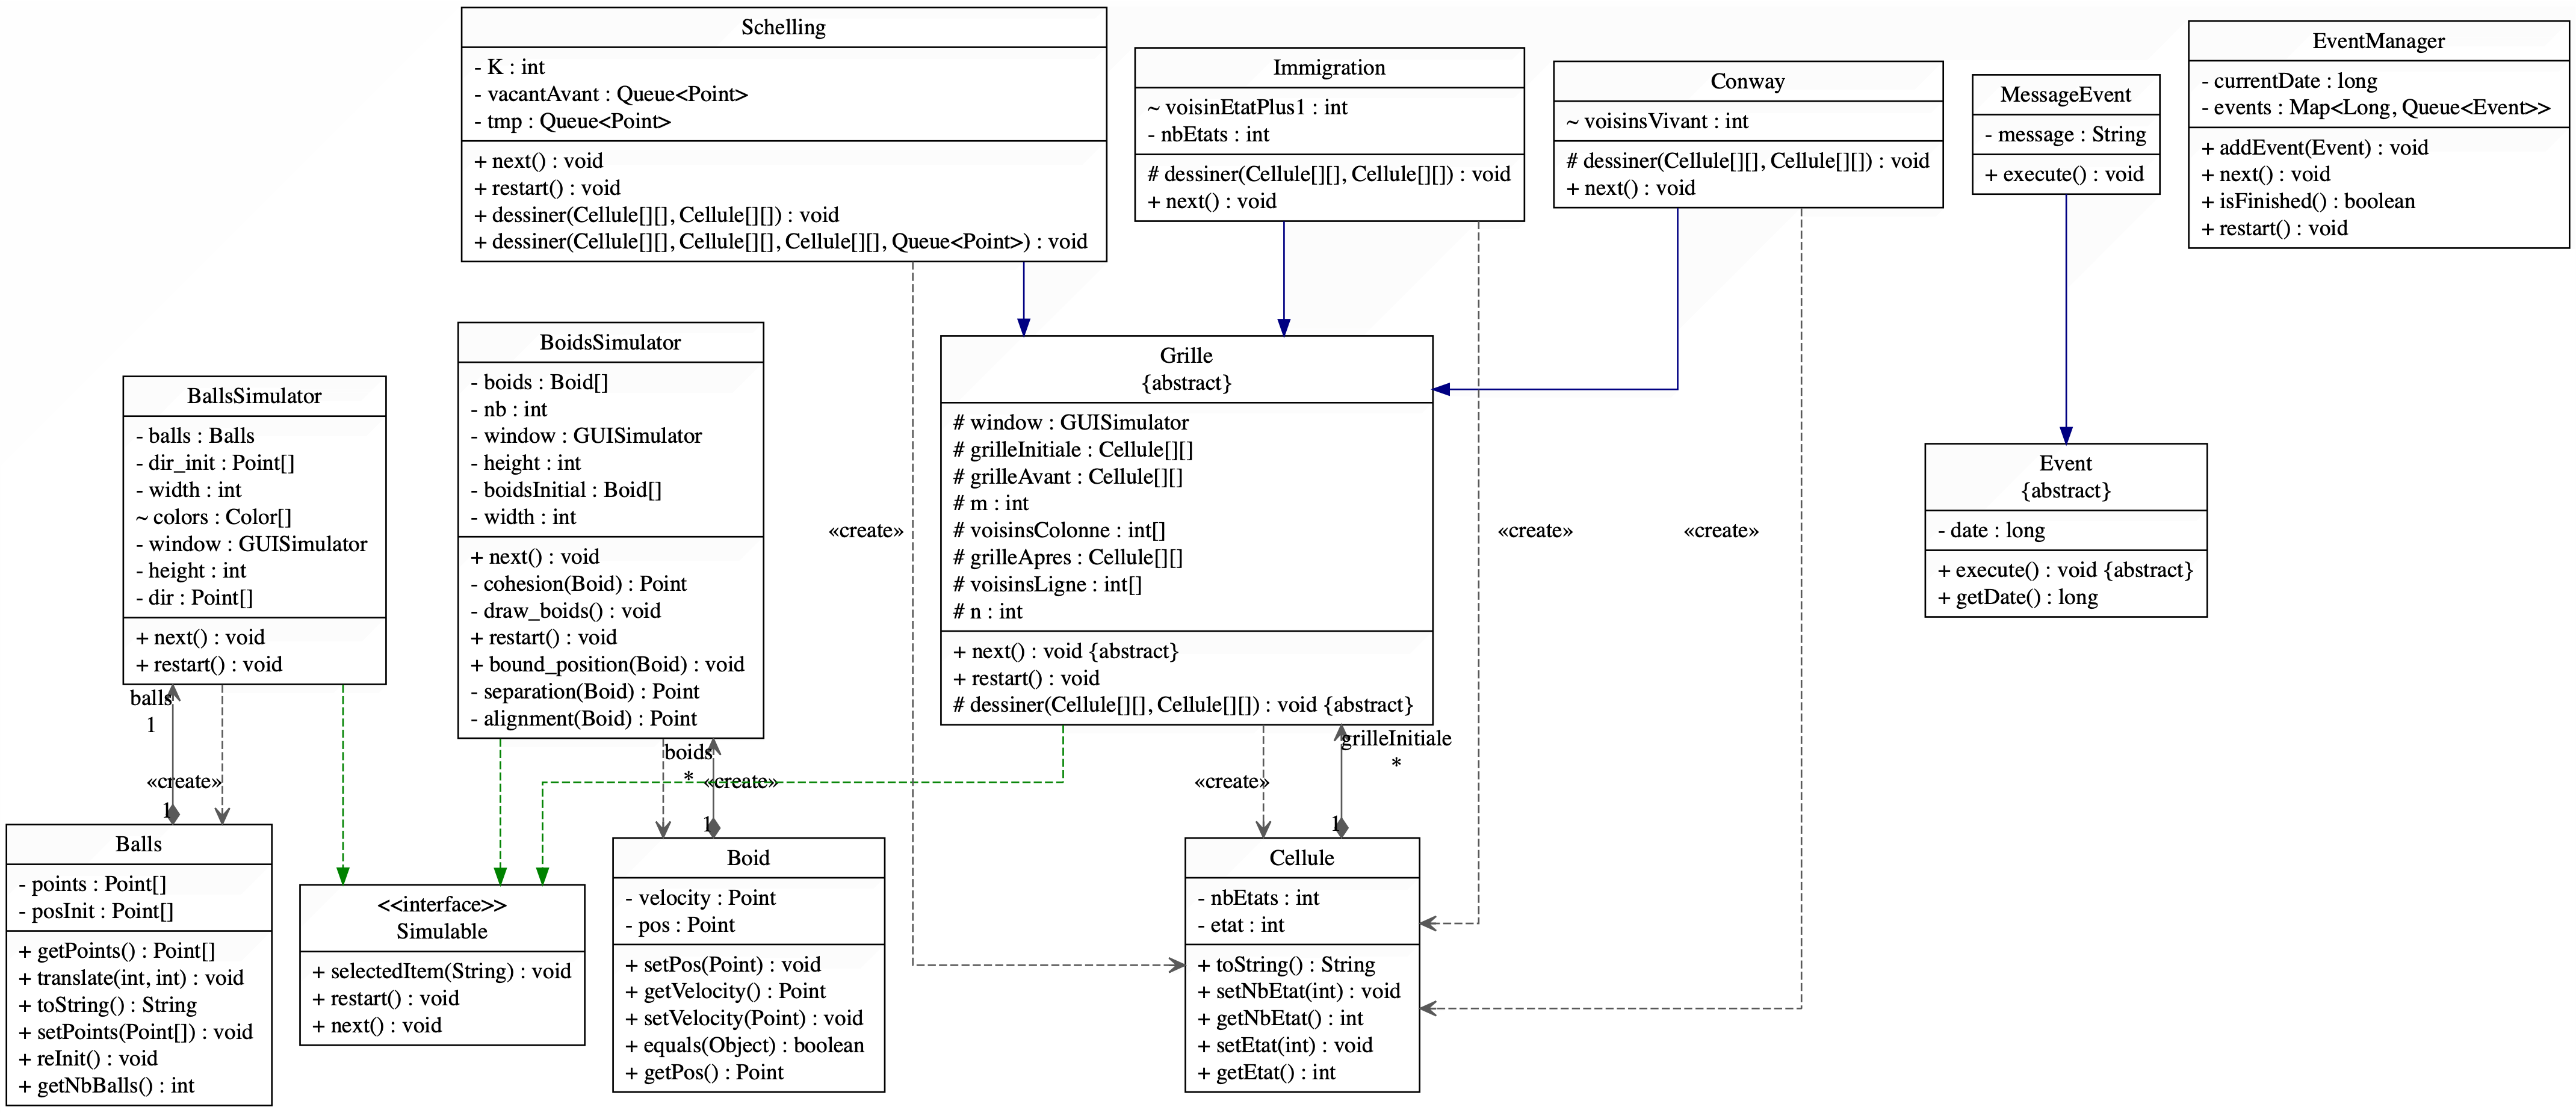 Schelling
- K : int
- vacantAvant : Queue<Point>
- tmp : Queue<Point>
+ next() : void
+ restart() : void
+ dessiner(Cellule[][], Cellule[][]) : void
+ dessiner(Cellule[][], Cellule[][], Cellule[][], Queue<Point>) : void
Immigration
~ voisinEtatPlus1 : int
- nbEtats : int
# dessiner(Cellule[][], Cellule[][]) : void
+ next() : void
Conway
~ voisinsVivant : int
# dessiner(Cellule[][], Cellule[][]) : void
+ next() : void
MessageEvent
- message : String
+ execute() : void
EventManager
- currentDate : long
- events : Map<Long, Queue<Event>>
+ addEvent(Event) : void
+ next() : void
+ isFinished() : boolean
+ restart() : void
BallsSimulator
- balls : Balls
- dir_init : Point[]
- width : int
~ colors : Color[]
- window : GUISimulator
- height : int
- dir : Point[]
+ next() : void
+ restart() : void
BoidsSimulator
- boids : Boid[]
- nb : int
- window : GUISimulator
- height : int
- boidsInitial : Boid[]
- width : int
+ next() : void
- cohesion(Boid) : Point
- draw_boids() : void
+ restart() : void
+ bound_position(Boid) : void
- separation(Boid) : Point
- alignment(Boid) : Point
«create»
Grille
{abstract}
# window : GUISimulator
# grilleInitiale : Cellule[][]
# grilleAvant : Cellule[][]
# m : int
# voisinsColonne : int[]
# grilleApres : Cellule[][]
# voisinsLigne : int[]
# n : int
+ next() : void {abstract}
+ restart() : void
# dessiner(Cellule[][], Cellule[][]) : void {abstract}
«create»
«create»
Event
{abstract}
- date : long
+ execute() : void {abstract}
+ getDate() : long
balls
1
«create»
1
boids
*
«create»
1
grilleInitiale
*
«create»
1
Balls
- points : Point[]
- posInit : Point[]
+ getPoints() : Point[]
+ translate(int, int) : void
+ toString() : String
+ setPoints(Point[]) : void
+ reInit() : void
+ getNbBalls() : int
<<interface>>
Simulable
+ selectedItem(String) : void
+ restart() : void
+ next() : void
Boid
- velocity : Point
- pos : Point
+ setPos(Point) : void
+ getVelocity() : Point
+ setVelocity(Point) : void
+ equals(Object) : boolean
+ getPos() : Point
Cellule
- nbEtats : int
- etat : int
+ toString() : String
+ setNbEtat(int) : void
+ getNbEtat() : int
+ setEtat(int) : void
+ getEtat() : int